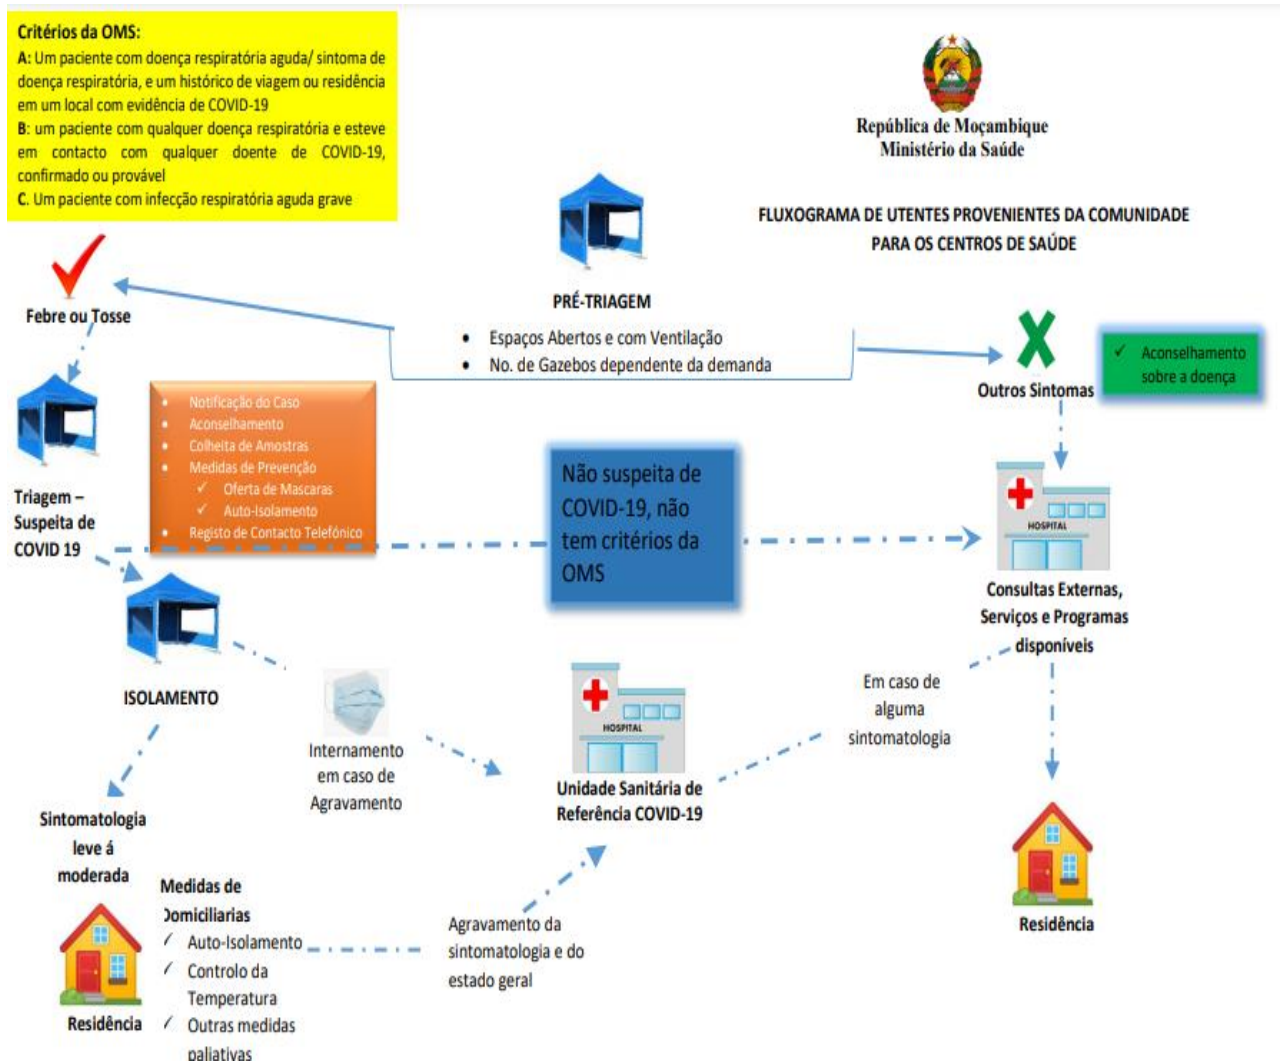 Critérios da OMS:
A: Um paciente com doença respiratória aguda/ sintoma de
doença respiratória, e um histórico de viagem ou residência
em um local com evidência de COVID-19
B: um paciente com qualquer doença respiratória e esteve
em contacto com qualquer doente de COVID-19,
confirmado ou provável
C. Um paciente com infecção respiratória aguda grave
República de Moçambique
Ministério da Saúde
FLUXOGRAMA DE UTENTES PROVENIENTES DA COMUNIDADE
PARA OS CENTROS DE SAÚDE
PRÉ-TRIAGEM
• Espaços Abertos e com Ventilação
• No. de Gazebos dependente da demanda
Febre ou Tosse
Outros Sintomas
✓ Aconselhamento
sobre a doença
• Notificação do Caso
• Aconselhamento
• Colheita de Amostras
• Medidas de Prevenção
✓ Oferta de Mascaras
✓ Auto-Isolamento
• Registo de Contacto Telefónico
Triagem –
Suspeita de
COVID 19
Não suspeita de
COVID-19, não
tem critérios da
OMS
HOSPITAL
Consultas Externas,
Serviços e Programas
disponíveis
ISOLAMENTO
Internamento
em caso de
Agravamento
HOSPITAL
Unidade Sanitária de
Referência COVID-19
Em caso de
alguma
sintomatologia
Sintomatologia
leve á
moderada
Residência
Medidas de
Domiciliarias
✓ Auto-Isolamento
✓ Controlo da
Temperatura
✓ Outras medidas
paliativas
Agravamento da
sintomatologia e do
estado geral
Residência